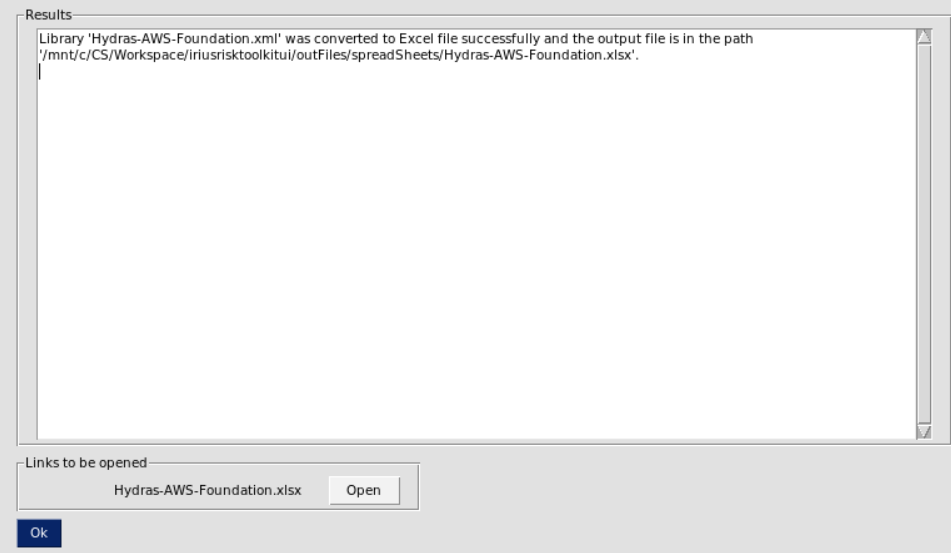 Results
Library 'Hydras-AWS-Foundation.xml' was converted to Excel file successfully and the output file is in the path
'/mnt/c/CS/Workspace/iriusrisktoolkitui/outFiles/spreadSheets/Hydras-AWS-Foundation.xlsx'.
Links to be opened
Hydras-AWS-Foundation.xlsx Open
Ok